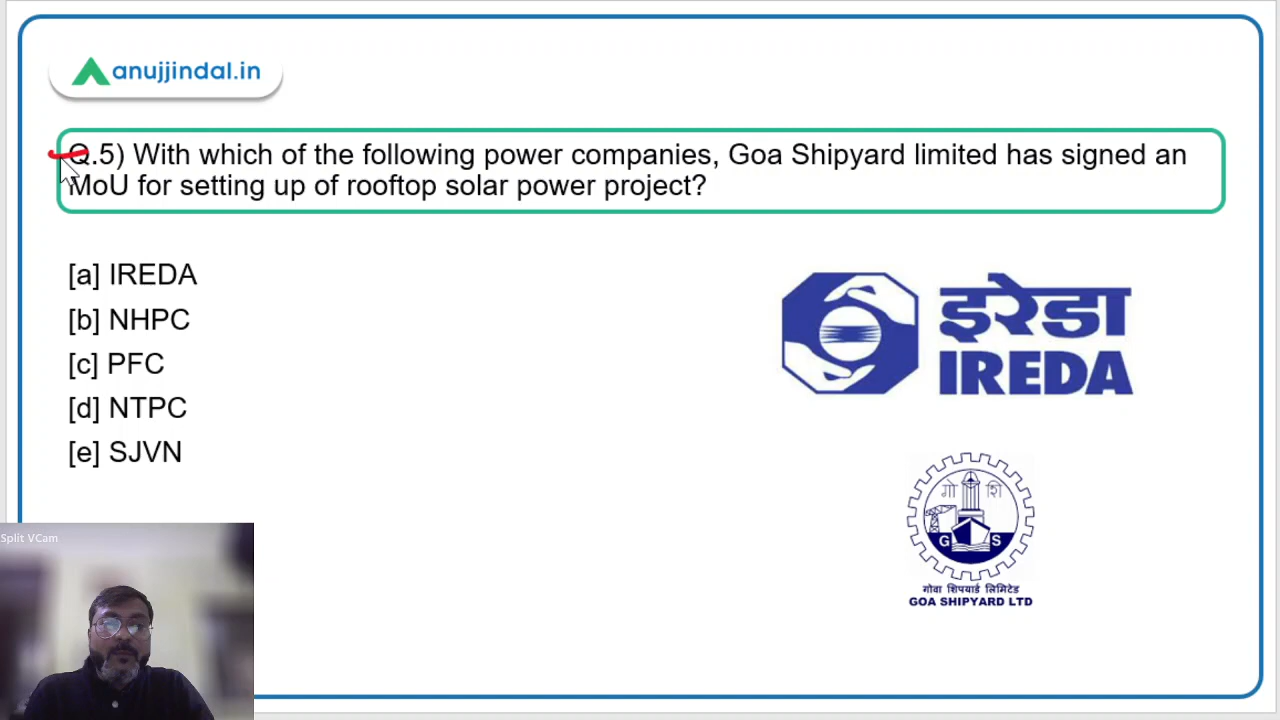 anujjindal.in
Q.5) With which of the following power companies, Goa Shipyard limited has signed an
MoU for setting up of rooftop solar power project?
[a] IREDA
[b] NHPC
[c] PFC
[d] NTPC
[e] SJVN
इरेडा
IREDA
गो शि
G S
गोवा शिपयार्ड लिमिटेड
GOA SHIPYARD LTD
Split VCam